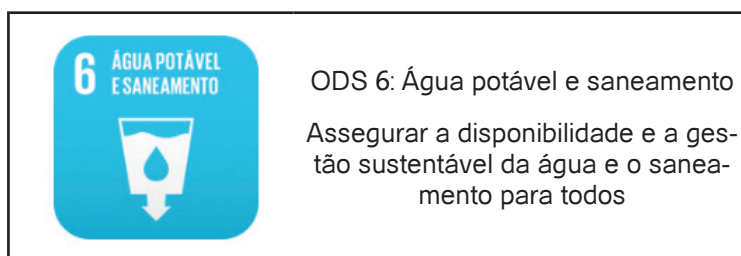 6 ÁGUA POTÁVEL
E SANEAMENTO
ODS 6: Água potável e saneamento
Assegurar a disponibilidade e a ges-
tão sustentável da água e o sanea-
mento para todos